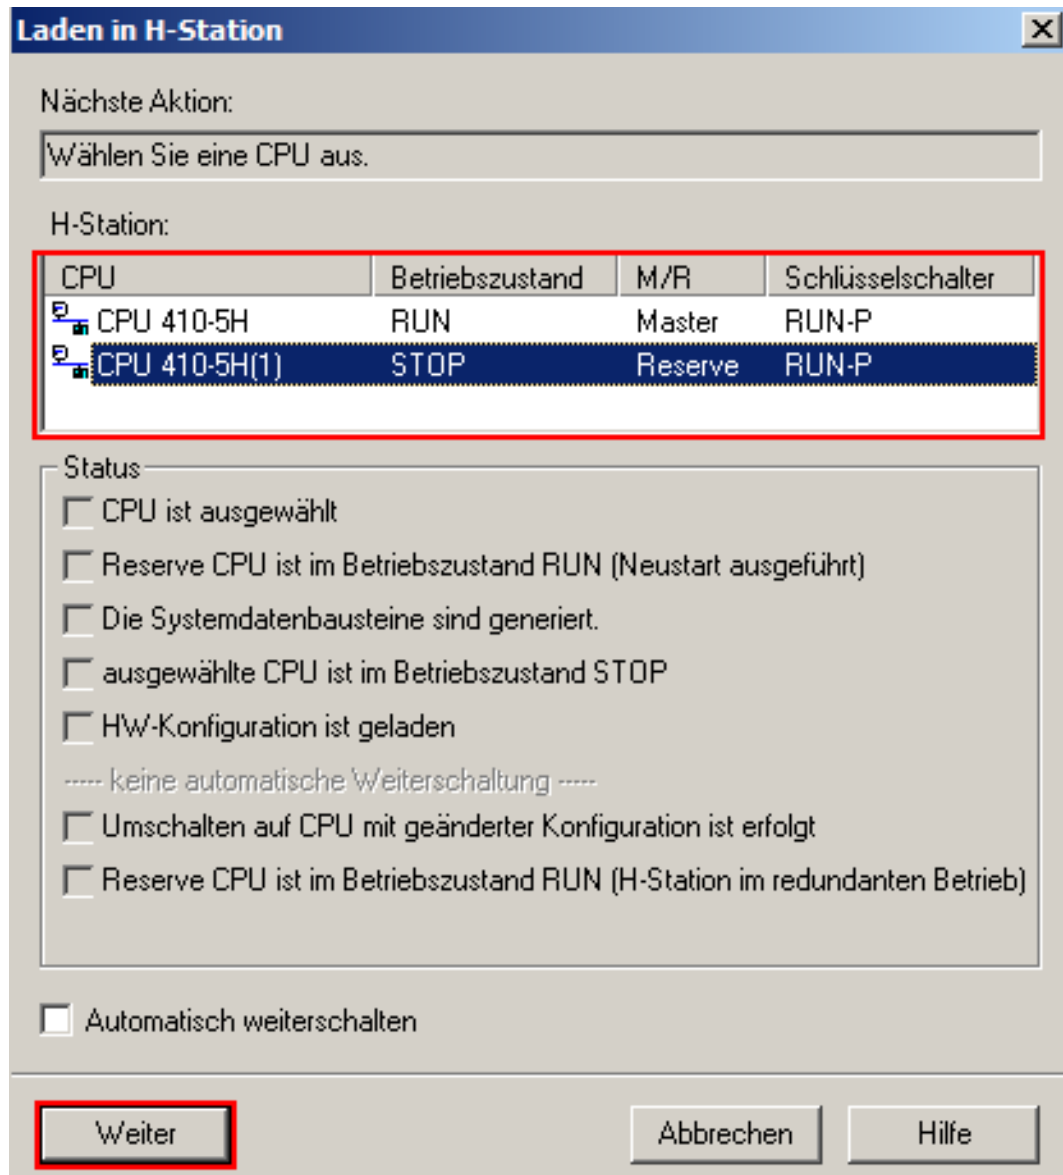 Laden in H-Station
Nächste Aktion:
Wählen Sie eine CPU aus.
H-Station:
CPU Betriebszustand M/R Schlüsselschalter
CPU 410-5H RUN Master RUN-P
CPU 410-5H(1) STOP Reserve RUN-P
Status
CPU ist ausgewählt
Reserve CPU ist im Betriebszustand RUN (Neustart ausgeführt)
Die Systemdatenbausteine sind generiert.
ausgewählte CPU ist im Betriebszustand STOP
HW-Konfiguration ist geladen
----- keine automatische Weiterschaltung -----
Umschalten auf CPU mit geänderter Konfiguration ist erfolgt
Reserve CPU ist im Betriebszustand RUN (H-Station im redundanten Betrieb)
Automatisch weiterschalten
Weiter Abbrechen Hilfe